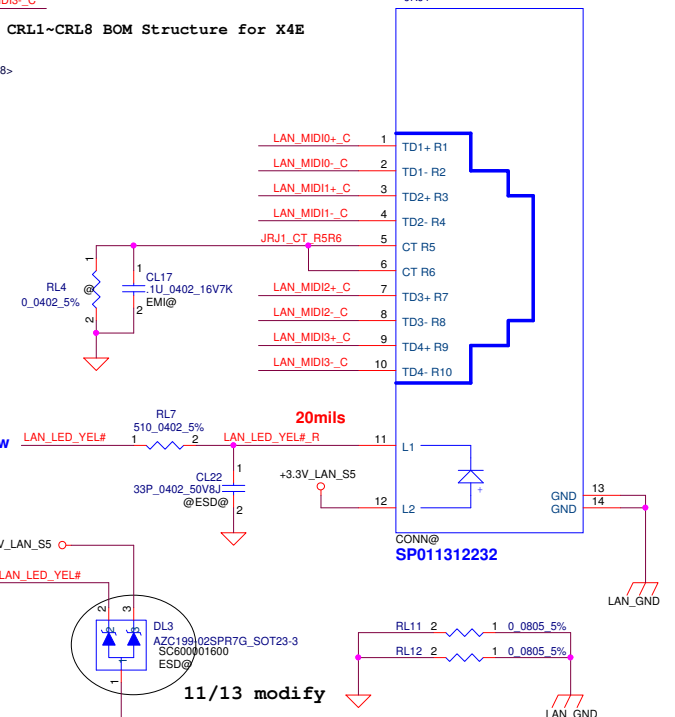 CRL1~CRL8 BOM Structure for X4E
8>
LAN_MIDI0+_C 1 TD1+ R1
LAN_MIDI0-_C 2 TD1- R2
LAN_MIDI1+_C 3 TD2+ R3
LAN_MIDI1-_C 4 TD2- R4
JRJ1_CT_R5R6 5 CT R5
6 CT R6
LAN_MIDI2+_C 7 TD3+ R7
LAN_MIDI2-_C 8 TD3- R8
LAN_MIDI3+_C 9 TD4+ R9
LAN_MIDI3-_C 10 TD4- R10
1
RL4 @
0_0402_5%
2
1
CL17
.1U_0402_16V7K
EMI@
2
RL7
510_0402_5%
20mils
w LAN_LED_YEL# 1 2 LAN_LED_YEL#_R 11 L1
1
CL22
33P_0402_50V8J
@ESD@
2
+3.3V_LAN_S5
12 L2
+
GND 13
GND 14
CONN@
SP011312232
LAN_GND
V_LAN_S5
LAN_LED_YEL#
2 3
2 3
DL3
AZC199-02SPR7G_SOT23-3
SC600001600
ESD@
1
1
11/13 modify
RL11 2 1 0_0805_5%
RL12 2 1 0_0805_5%
LAN_GND